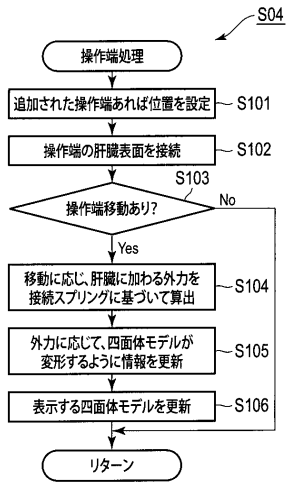 S04
操作端処理
追加された操作端あれば位置を設定
S101
操作端の肝臓表面を接続
S102
S103
操作端移動あり?
No
Yes
移動に応じ、肝臓に加わる外力を
接続スプリングに基づいて算出
S104
外力に応じて、四面体モデルが
変形するように情報を更新
S105
表示する四面体モデルを更新
S106
リターン